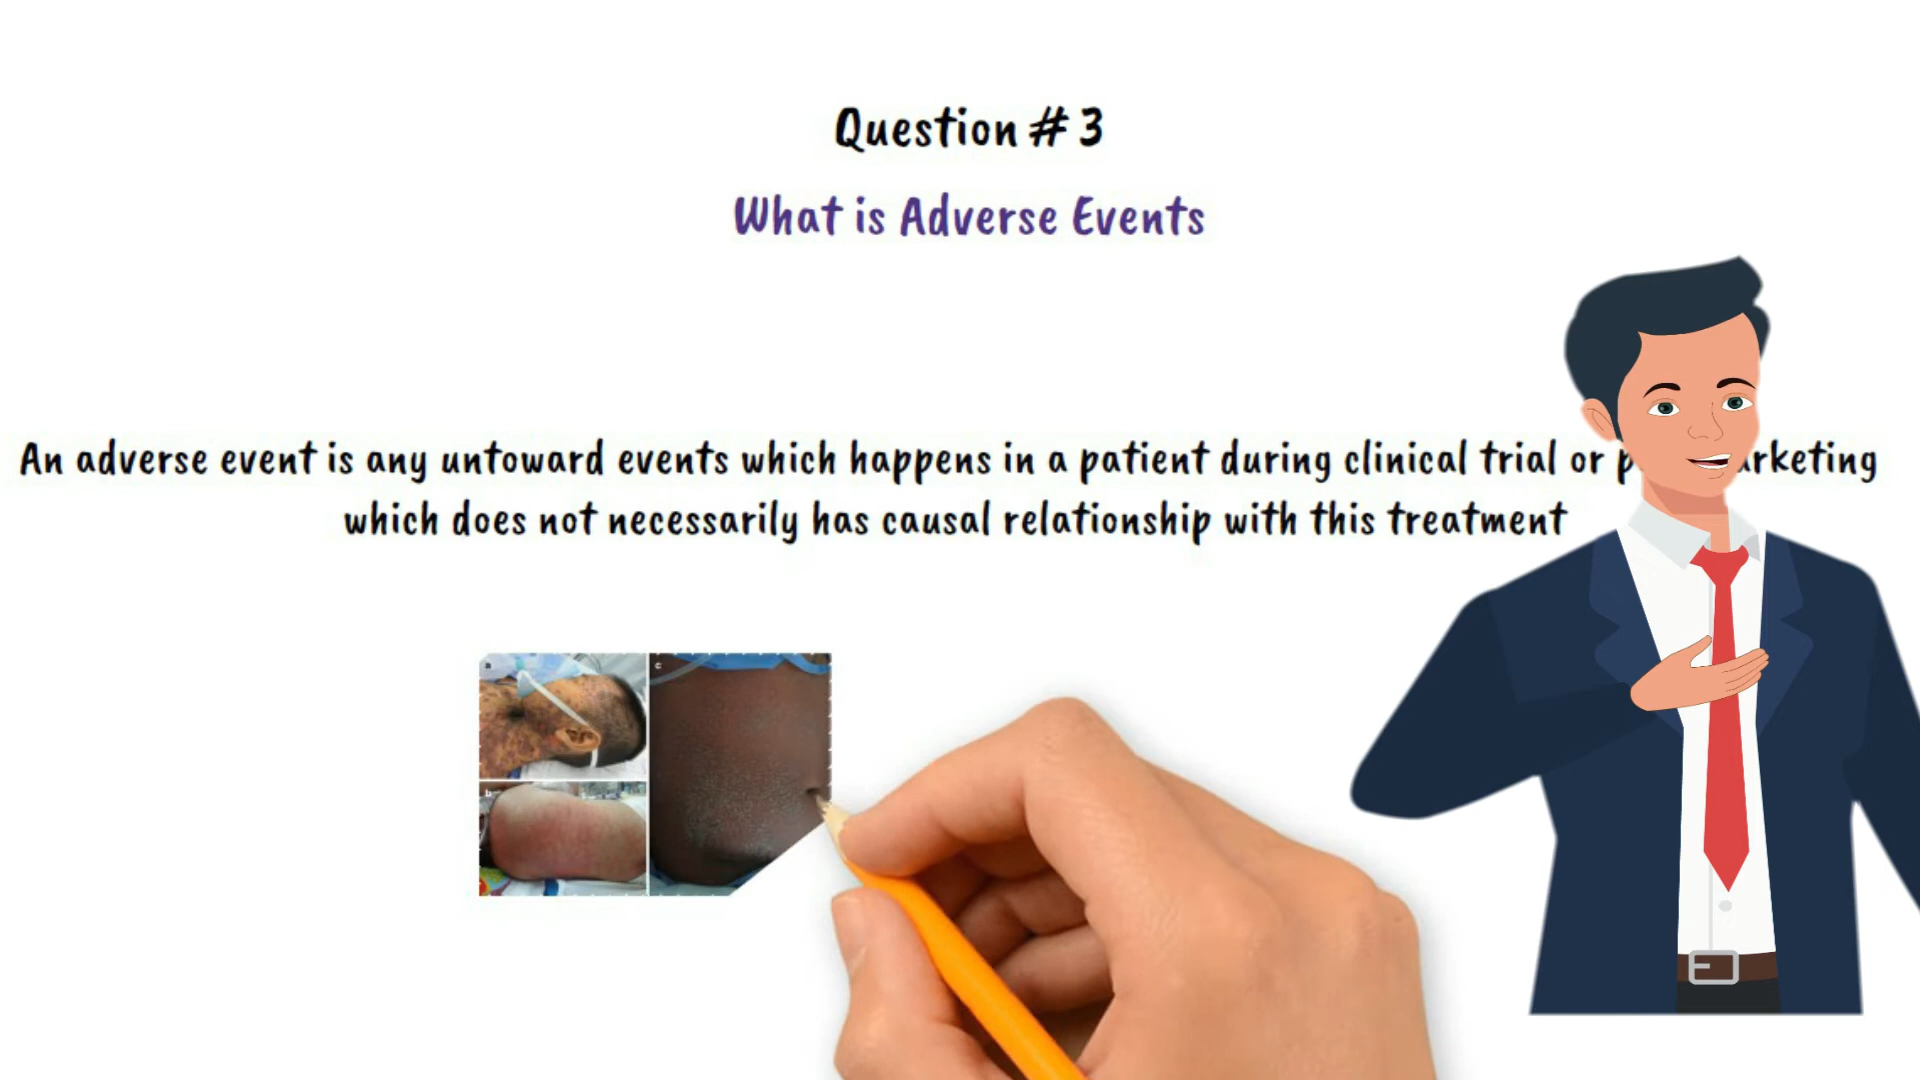 Question # 3
What is Adverse Events
An adverse event is any untoward events which happens in a patient during clinical trial or
which does not necessarily has causal relationship with this treatment
a
c
b